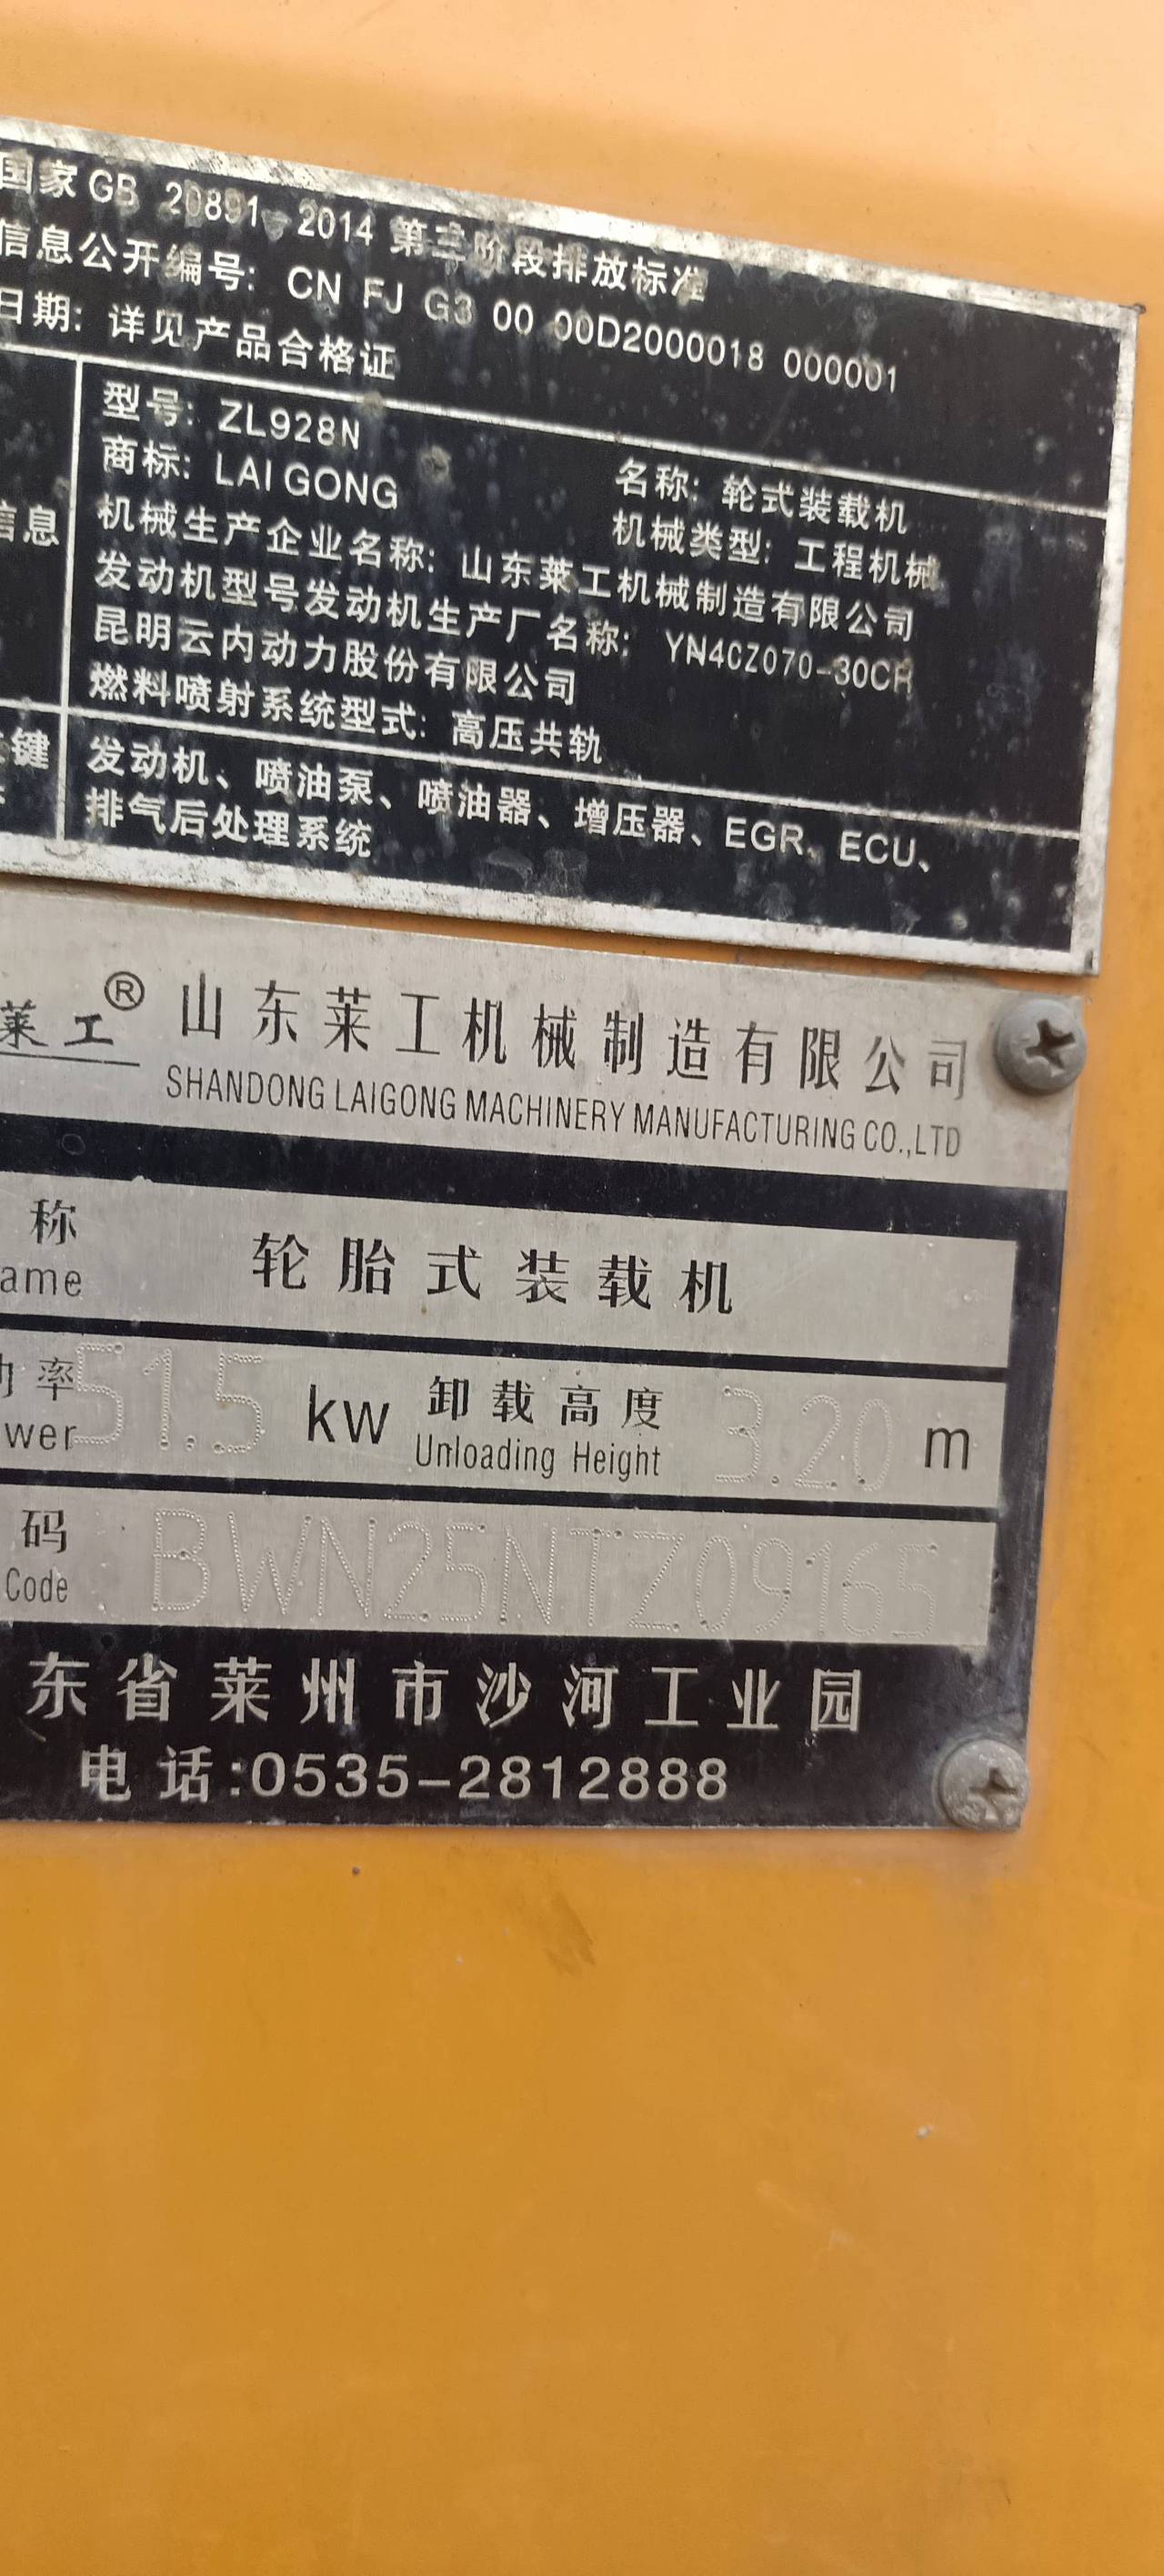 国家GB 20891-2014 第三阶段排放标准
信息公开编号: CN FJ G3 00 00D2000018 000001
日期: 详见产品合格证
型号: ZL928N
名称: 轮式装载机
商标: LAI GONG
机械类型: 工程机械
信息
机械生产企业名称: 山东莱工机械制造有限公司
发动机型号发动机生产厂名称: YN4CZ070-30CR
昆明云内动力股份有限公司
燃料喷射系统型式: 高压共轨
键
发动机、喷油泵、喷油器、增压器、EGR、ECU、
排气后处理系统
莱工® 山东莱工机械制造有限公司
SHANDONG LAIGONG MACHINERY MANUFACTURING CO.,LTD
称 轮胎式装载机
ame
率 51.5 kw 卸载高度 3.20 m
wer Unloading Height
码 BWN25NTZ09165
Code
东省莱州市沙河工业园
电话:0535-2812888